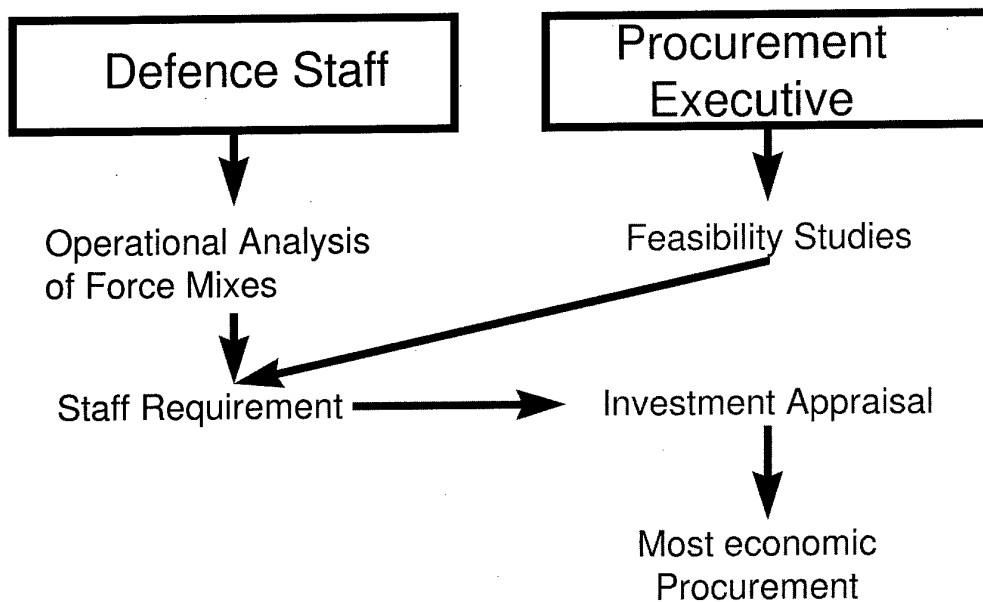 Defence Staff
Procurement
Executive
Operational Analysis
of Force Mixes
Feasibility Studies
Staff Requirement
Investment Appraisal
Most economic
Procurement